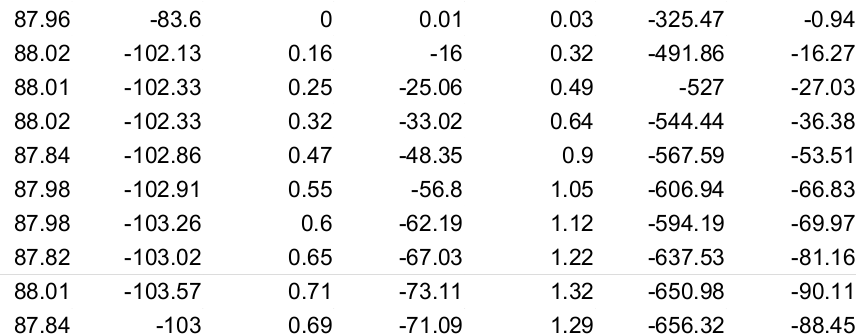 87.96 -83.6 0 0.01 0.03 -325.47 -0.94
88.02 -102.13 0.16 -16 0.32 -491.86 -16.27
88.01 -102.33 0.25 -25.06 0.49 -527 -27.03
88.02 -102.33 0.32 -33.02 0.64 -544.44 -36.38
87.84 -102.86 0.47 -48.35 0.9 -567.59 -53.51
87.98 -102.91 0.55 -56.8 1.05 -606.94 -66.83
87.98 -103.26 0.6 -62.19 1.12 -594.19 -69.97
87.82 -103.02 0.65 -67.03 1.22 -637.53 -81.16
88.01 -103.57 0.71 -73.11 1.32 -650.98 -90.11
87.84 -103 0.69 -71.09 1.29 -656.32 -88.45